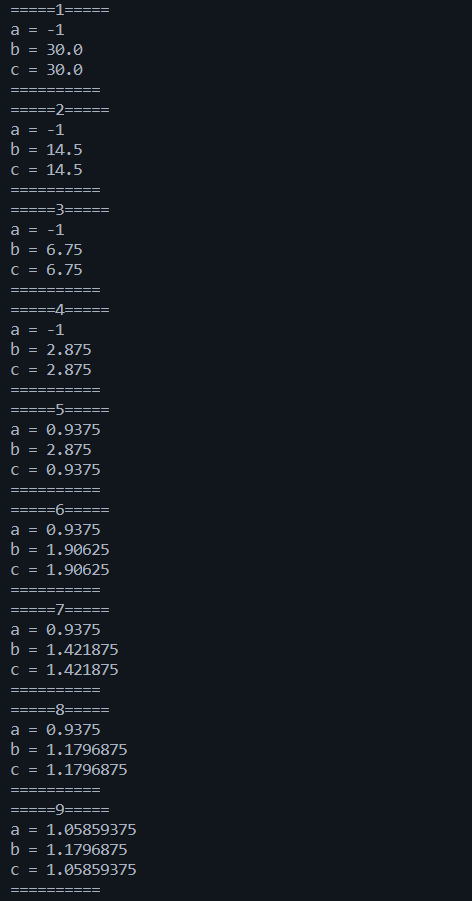 =====1=====
a = -1
b = 30.0
c = 30.0
==========
=====2=====
a = -1
b = 14.5
c = 14.5
==========
=====3=====
a = -1
b = 6.75
c = 6.75
==========
=====4=====
a = -1
b = 2.875
c = 2.875
==========
=====5=====
a = 0.9375
b = 2.875
c = 0.9375
==========
=====6=====
a = 0.9375
b = 1.90625
c = 1.90625
==========
=====7=====
a = 0.9375
b = 1.421875
c = 1.421875
==========
=====8=====
a = 0.9375
b = 1.1796875
c = 1.1796875
==========
=====9=====
a = 1.05859375
b = 1.1796875
c = 1.05859375
==========